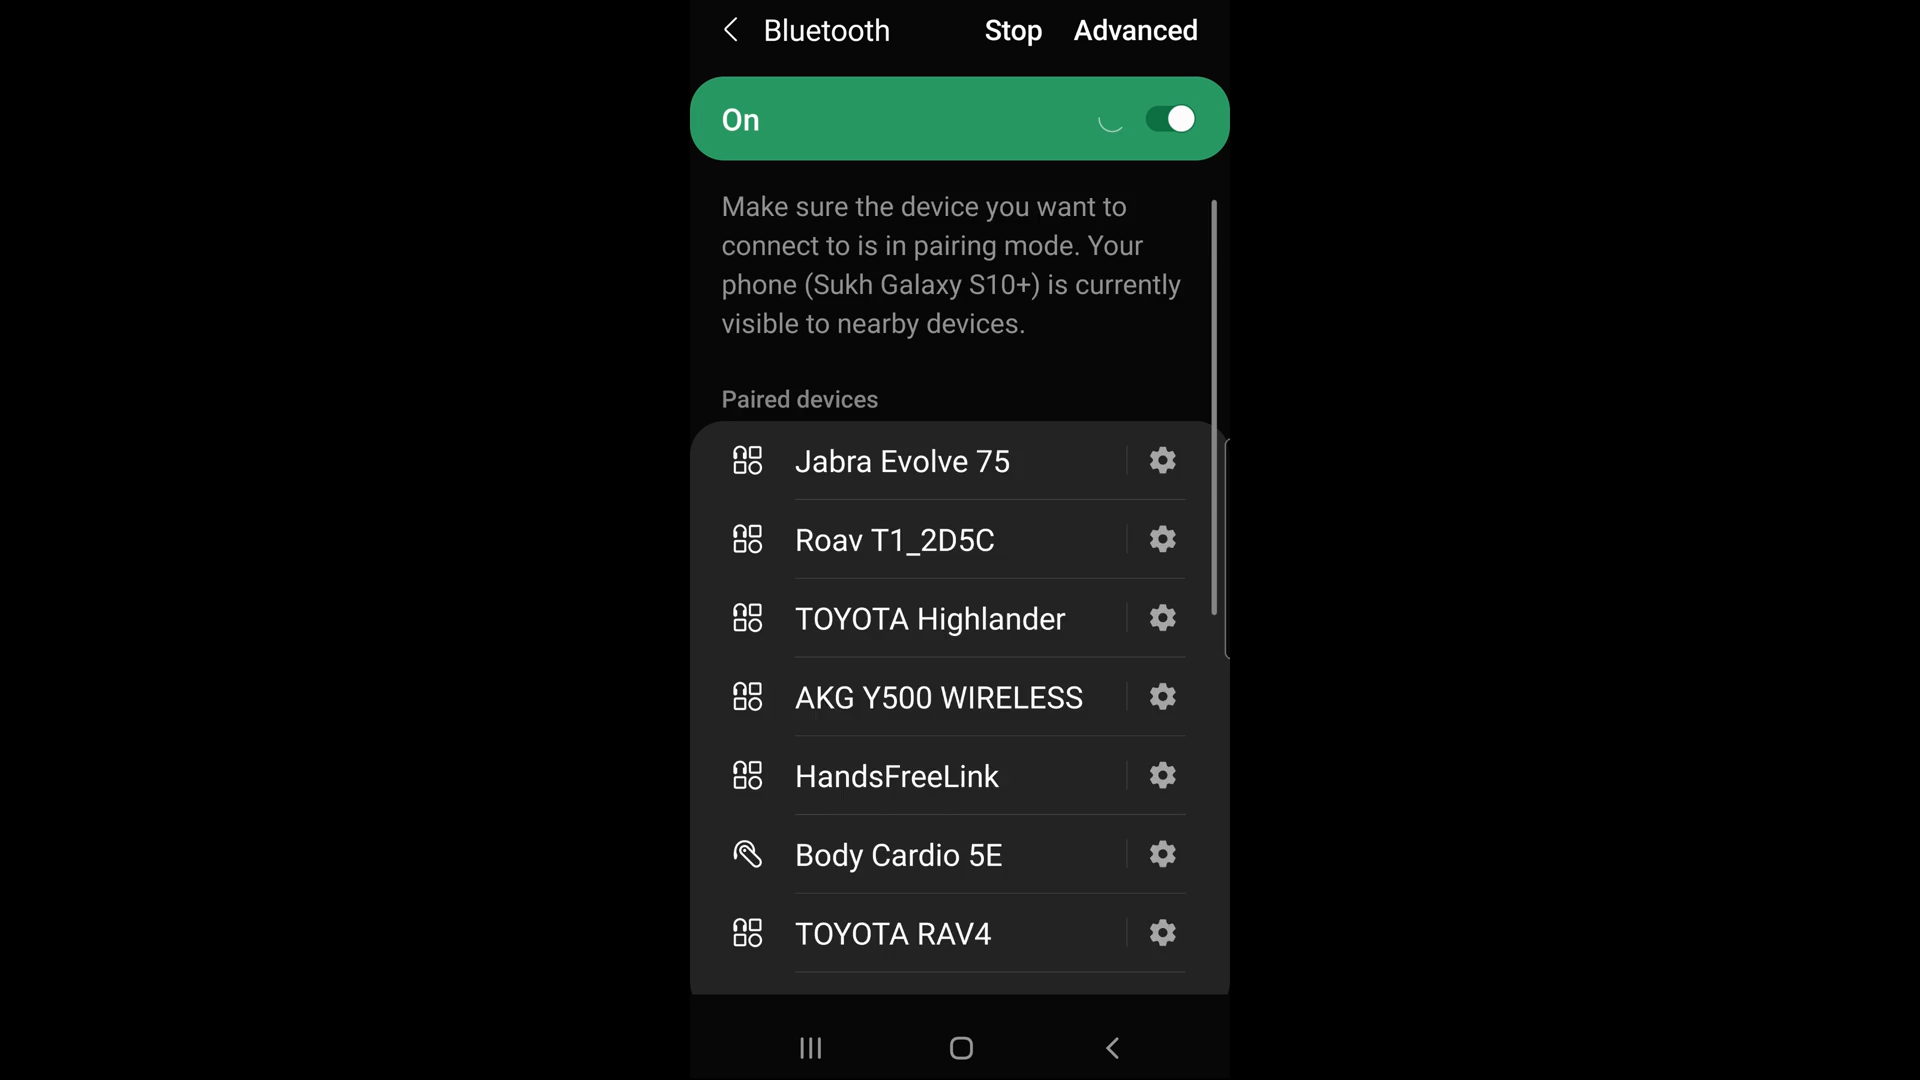 Bluetooth Stop Advanced
On
Make sure the device you want to
connect to is in pairing mode. Your
phone (Sukh Galaxy S10+) is currently
visible to nearby devices.
Paired devices
Jabra Evolve 75
Roav T1_2D5C
TOYOTA Highlander
AKG Y500 WIRELESS
HandsFreeLink
Body Cardio 5E
TOYOTA RAV4